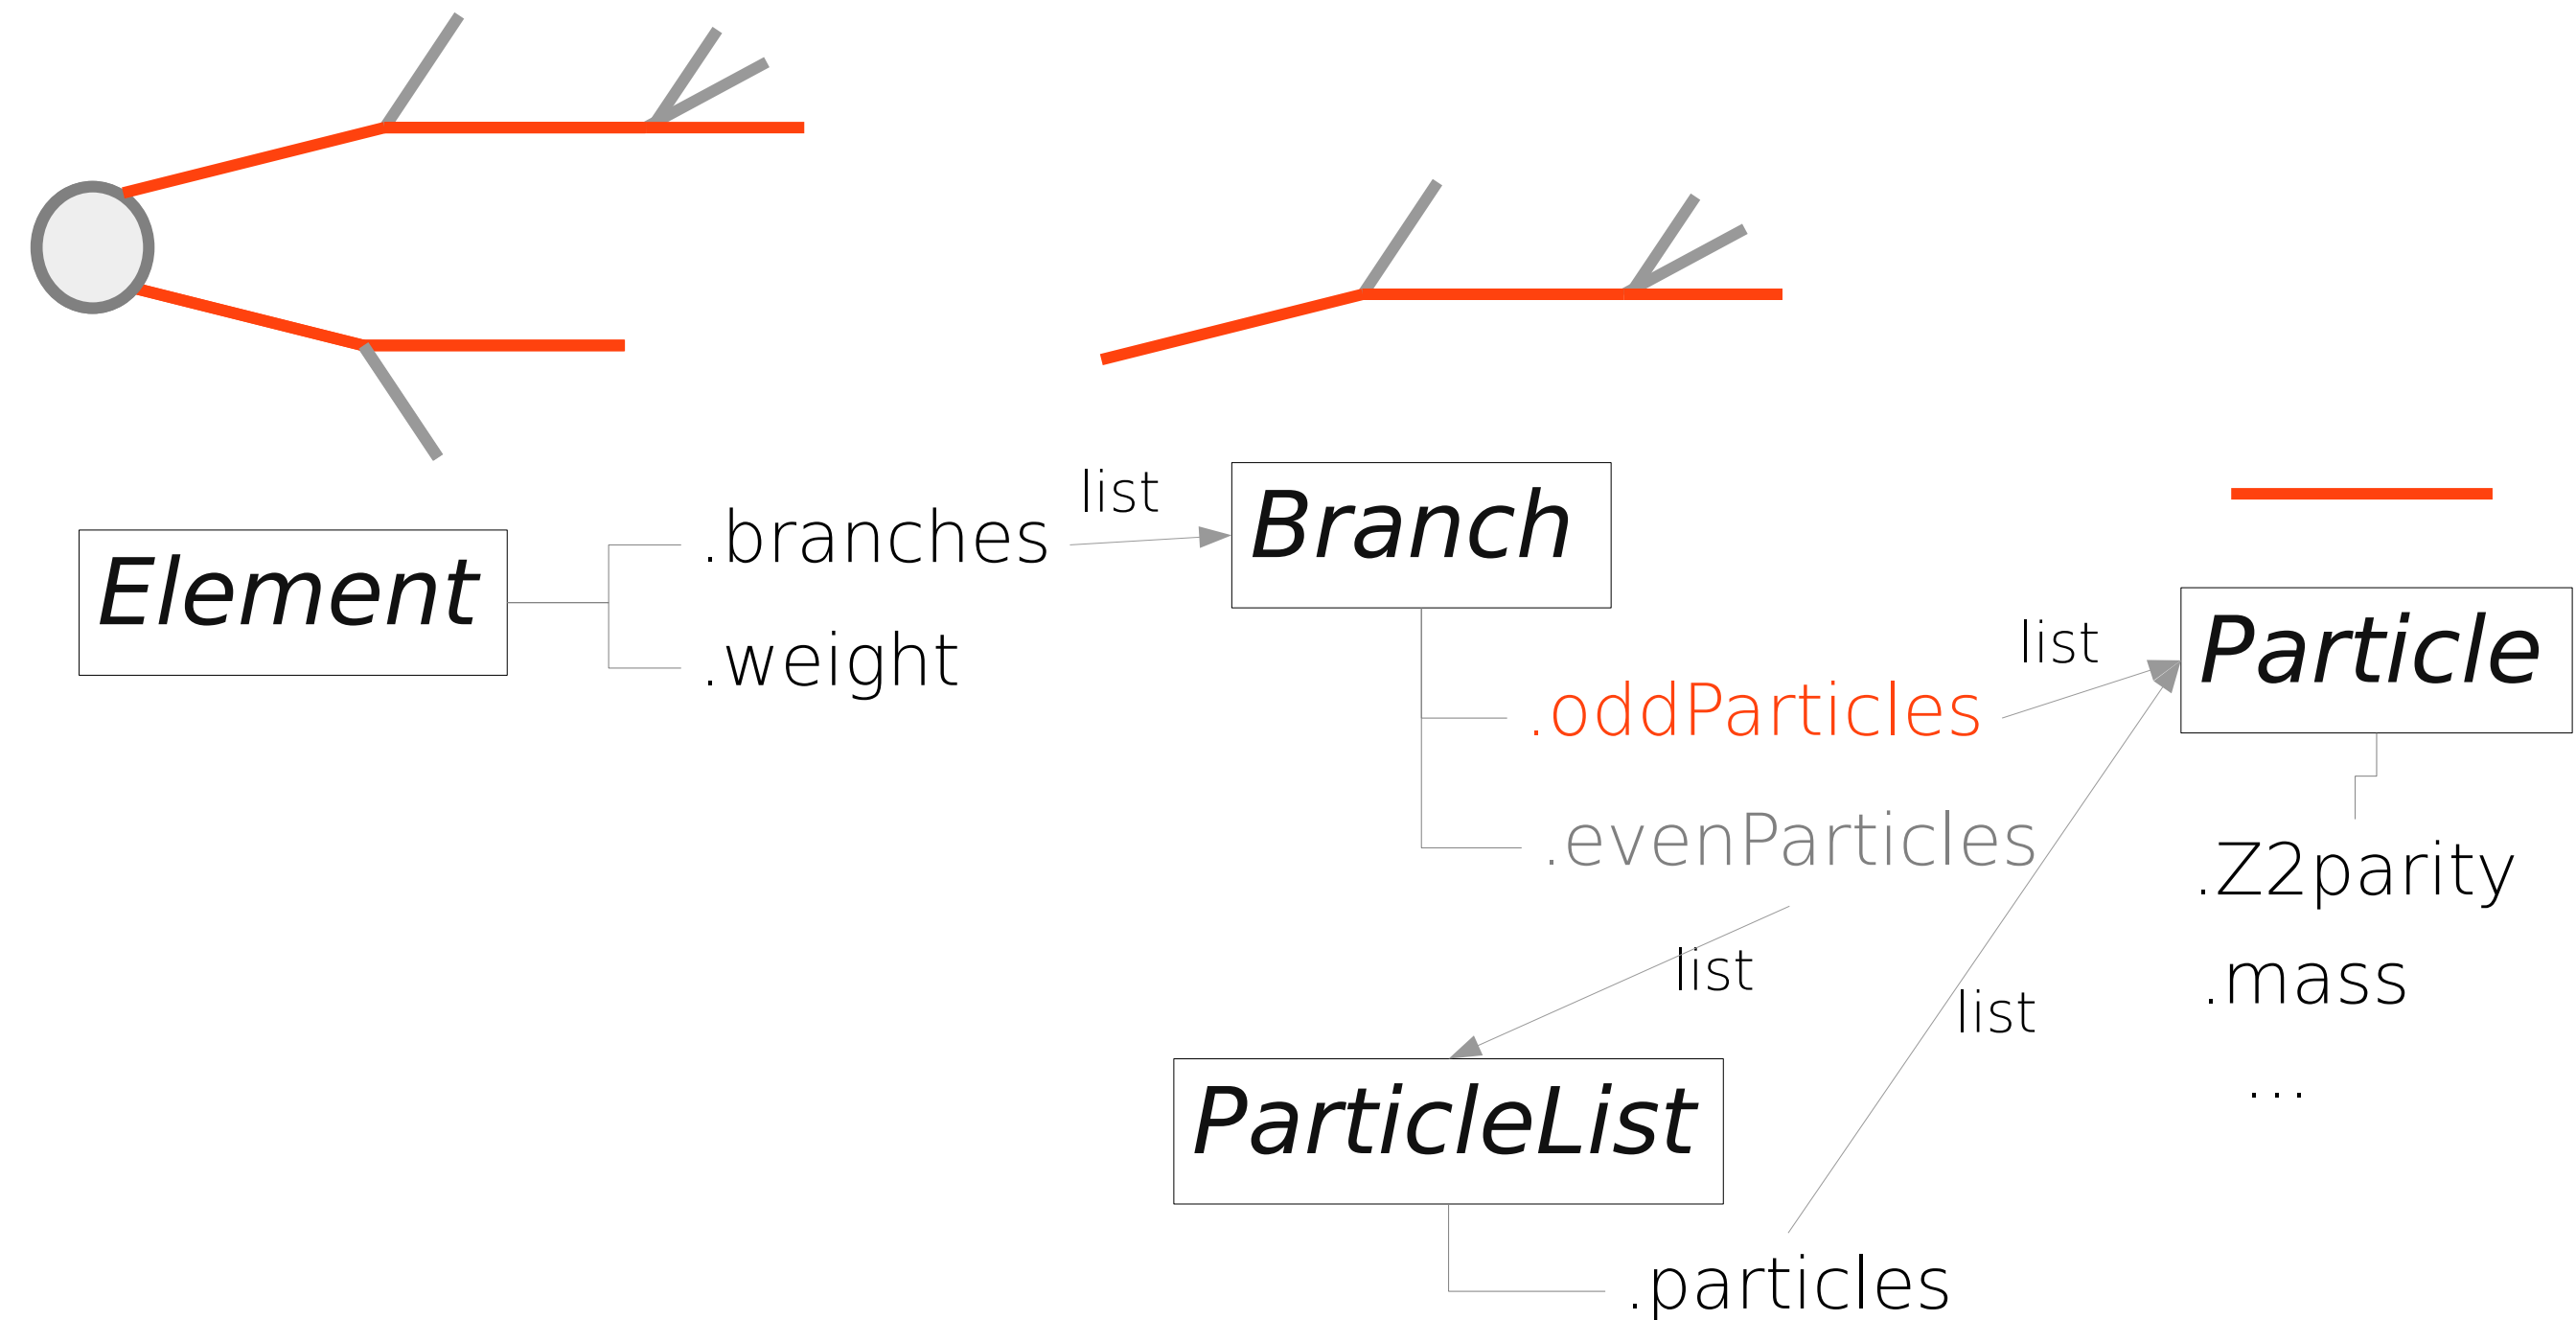 list
.branches
Branch
Element
.weight
list
Particle
.oddParticles
.evenParticles
.Z2parity
list
.mass
list
...
ParticleList
.particles